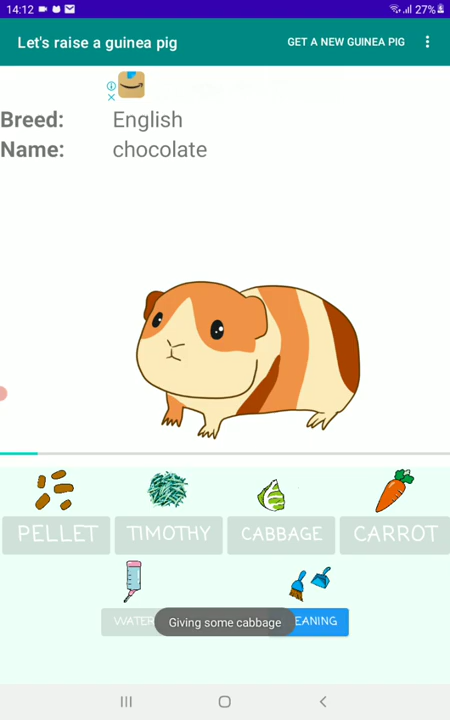 14:12 27%
Let's raise a guinea pig GET A NEW GUINEA PIG
Breed: English
Name: chocolate
PELLET TIMOTHY CABBAGE CARROT
WATER Giving some cabbage EANING